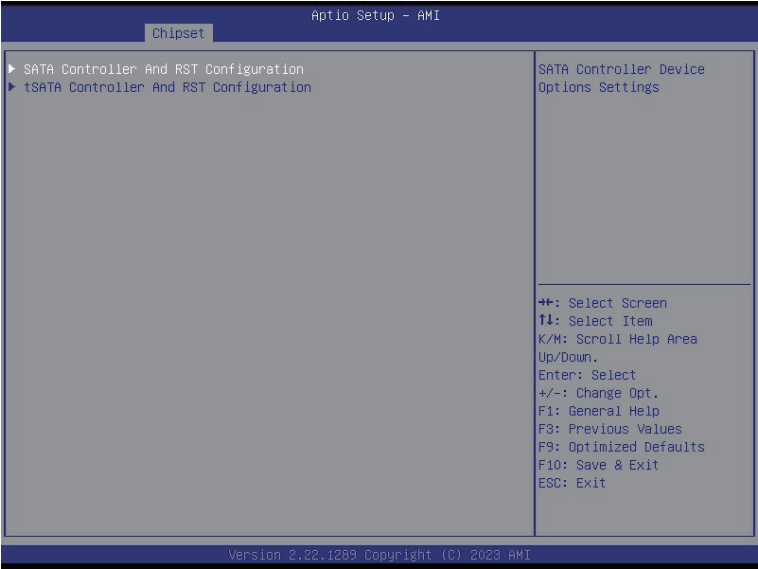 Aptio Setup – AMI
Chipset
SATA Controller And RST Configuration
tSATA Controller And RST Configuration
SATA Controller Device
Options Settings
→←: Select Screen
↑↓: Select Item
K/M: Scroll Help Area
Up/Down.
Enter: Select
+/-: Change Opt.
F1: General Help
F3: Previous Values
F9: Optimized Defaults
F10: Save & Exit
ESC: Exit
Version 2.22.1289 Copyright (C) 2023 AMI